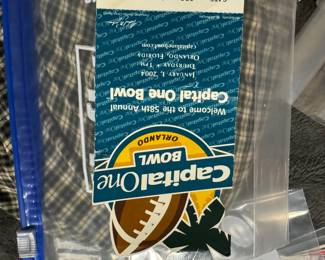 Capital One
BOWL
ORLANDO
Welcome to the 58th Annual
Capital One Bowl
JANUARY 1, 2004
THURSDAY • 1PM
ORLANDO, FLORIDA
capitalonebowl.com